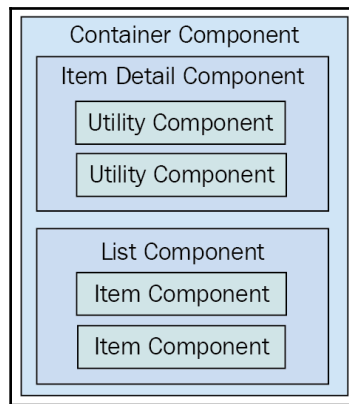 Container Component
Item Detail Component
Utility Component
Utility Component
List Component
Item Component
Item Component